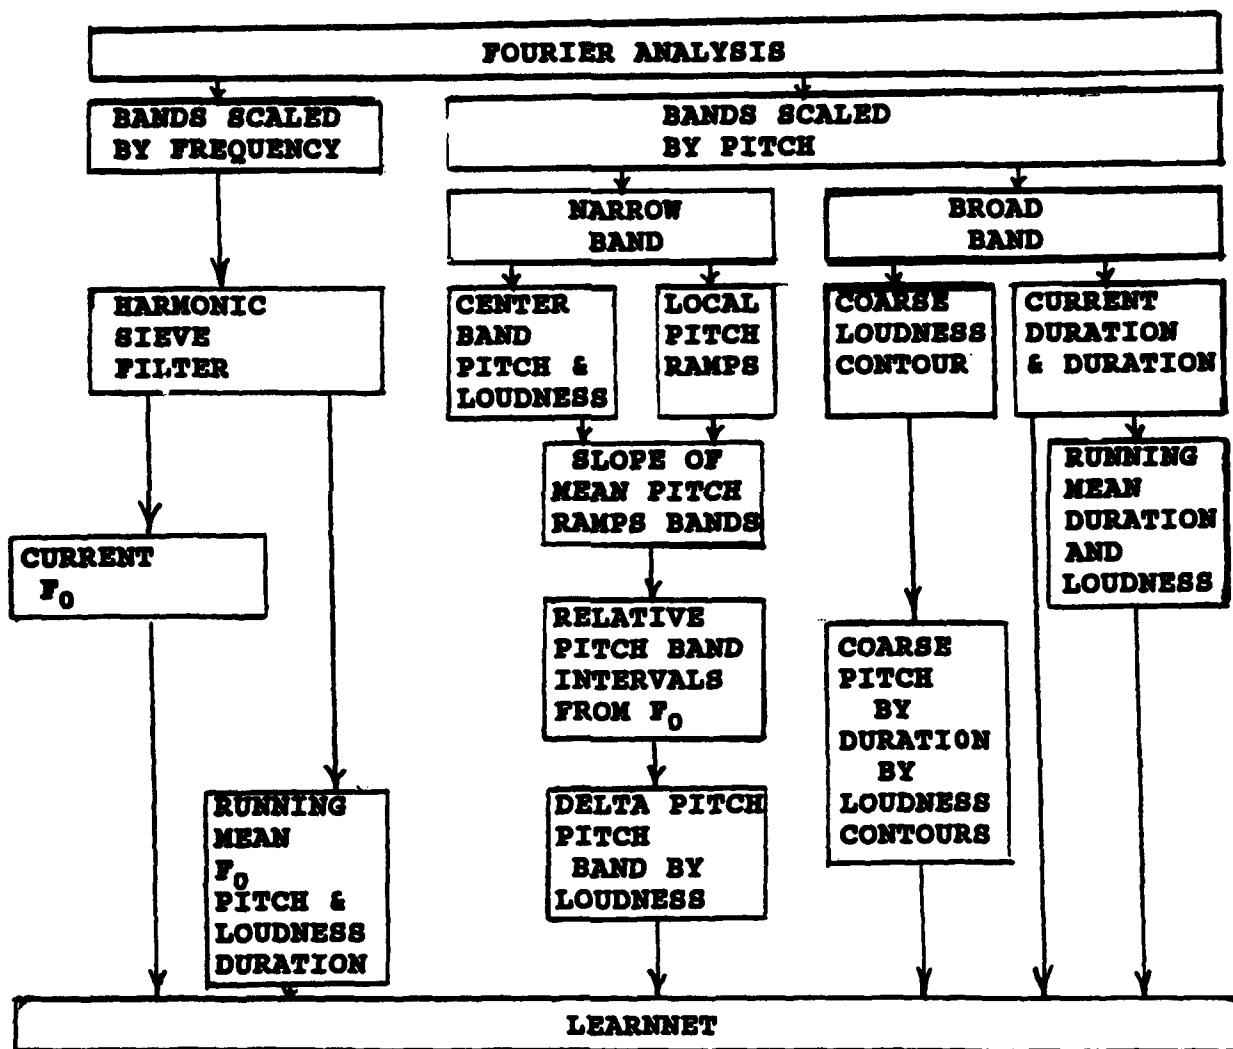 FOURIER ANALYSIS
BANDS SCALED
BY FREQUENCY
BANDS SCALED
BY PITCH
NARROW
BAND
BROAD
BAND
HARMONIC
SIEVE
FILTER
CENTER
BAND
PITCH &
LOUDNESS
LOCAL
PITCH
RAMPS
COARSE
LOUDNESS
CONTOUR
CURRENT
DURATION
& DURATION
SLOPE OF
MEAN PITCH
RAMPS BANDS
RUNNING
MEAN
DURATION
AND
LOUDNESS
CURRENT
F₀
RELATIVE
PITCH BAND
INTERVALS
FROM F₀
COARSE
PITCH
BY
DURATION
BY
LOUDNESS
CONTOURS
RUNNING
MEAN
F₀
PITCH &
LOUDNESS
DURATION
DELTA PITCH
PITCH
BAND BY
LOUDNESS
LEARNNET